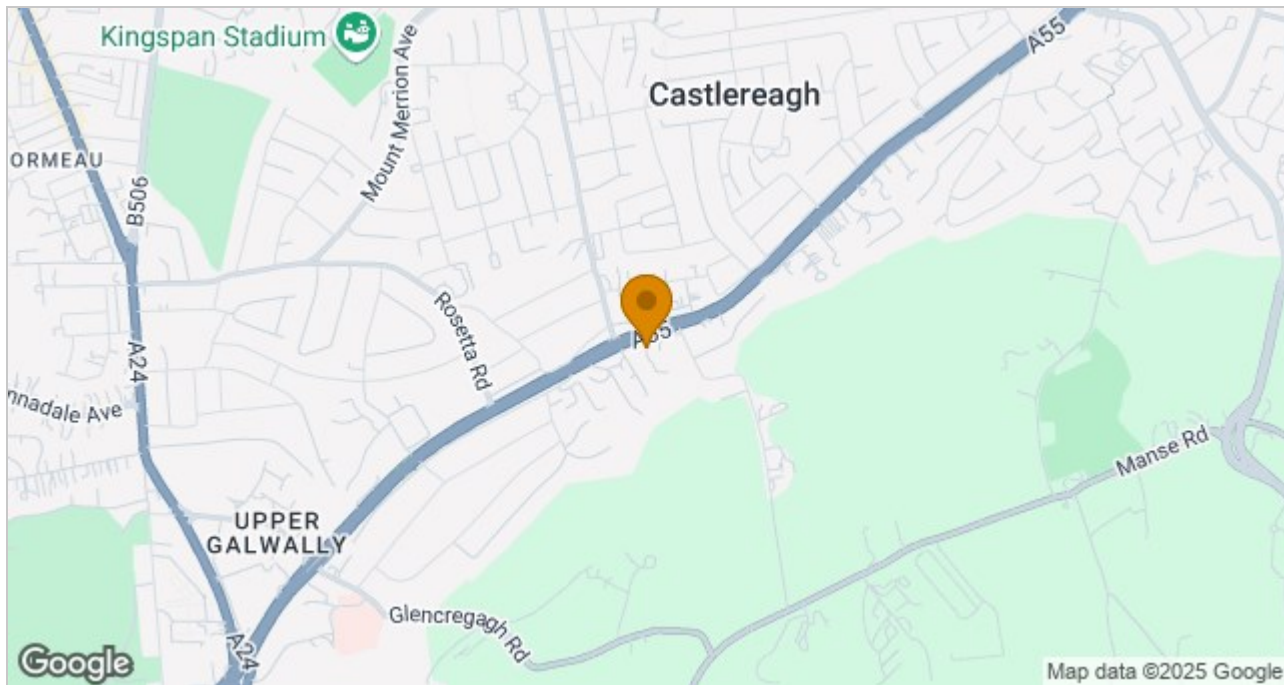 Kingspan Stadium
Mount Merrion Ave
Castlereagh
A55
ORMEAU
B506
A24
Rosetta Rd
A55
nnadale Ave
Manse Rd
UPPER
GALWALLY
Glencregagh Rd
A24
Google
Map data ©2025 Google